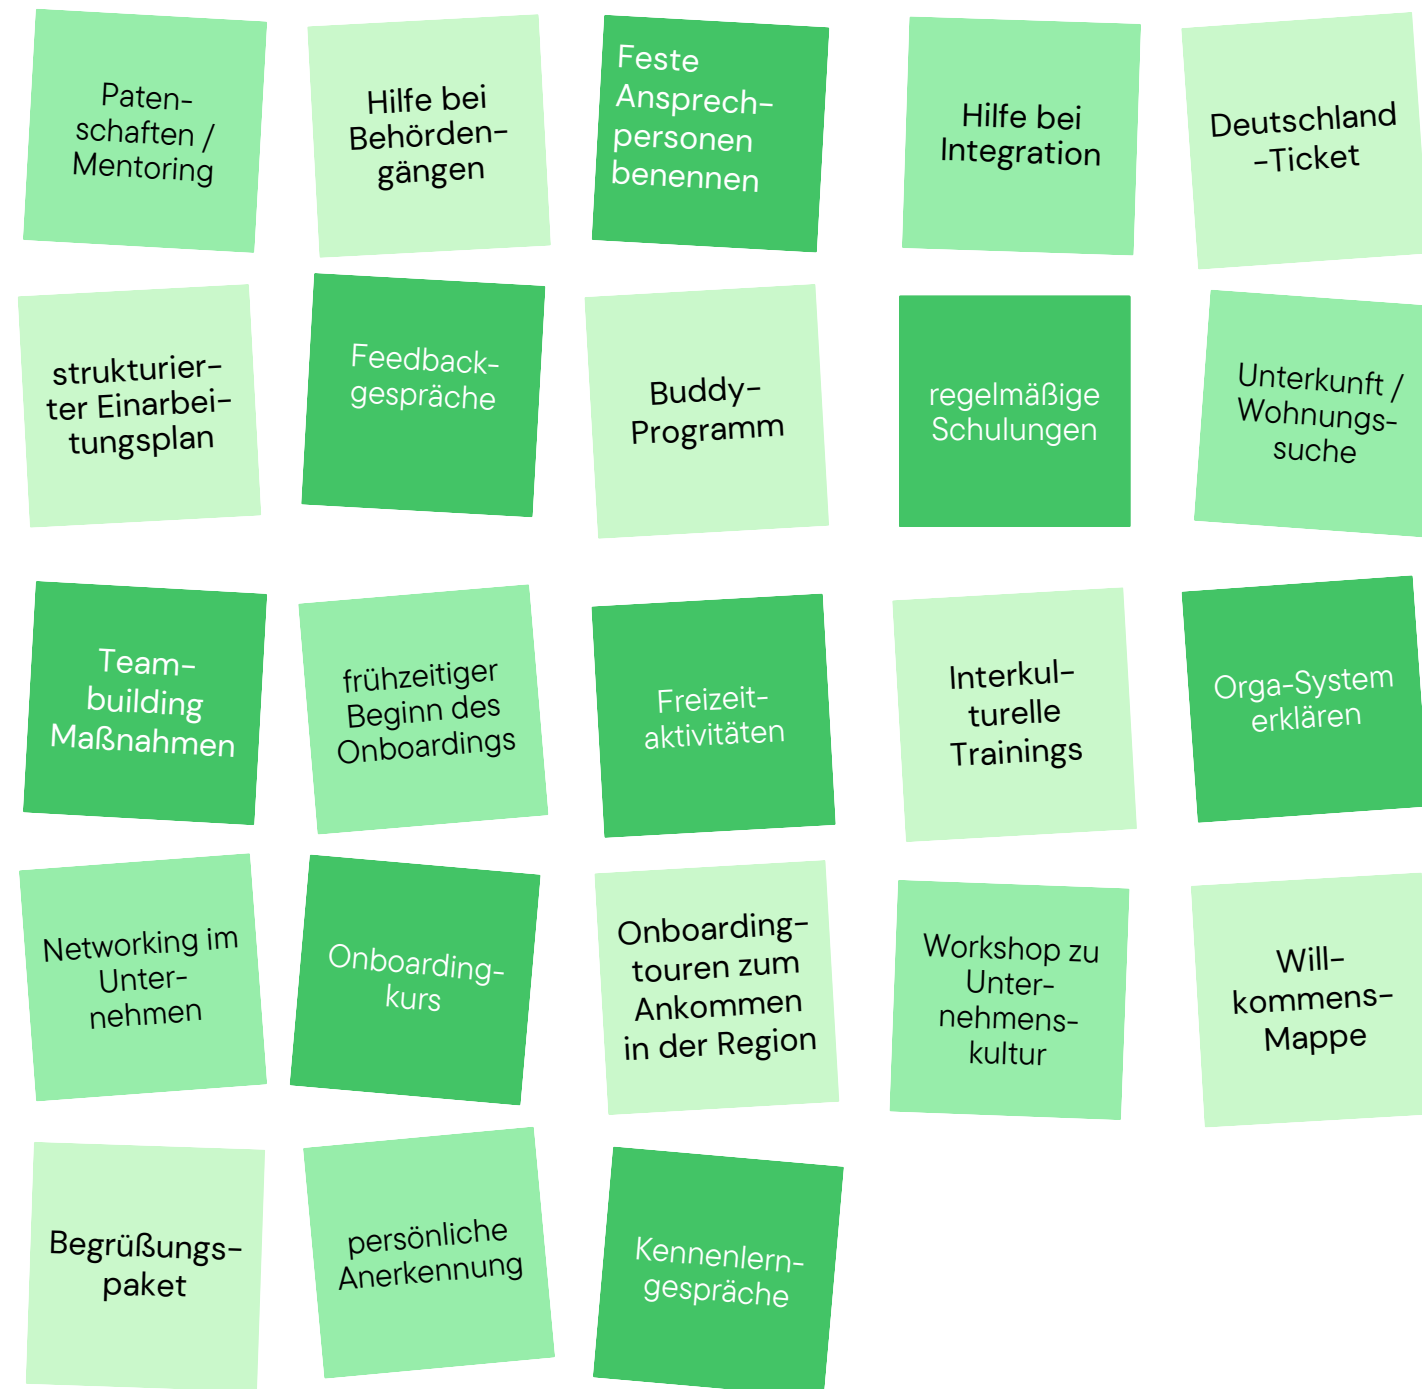 Paten-
schaften /
Mentoring
Hilfe bei
Behörden-
gängen
Feste
Ansprech-
personen
benennen
Hilfe bei
Integration
Deutschland
-Ticket
strukturier-
ter Einarbei-
tungsplan
Feedback-
gespräche
Buddy-
Programm
regelmäßige
Schulungen
Unterkunft /
Wohnungs-
suche
Team-
building
Maßnahmen
frühzeitiger
Beginn des
Onboardings
Freizeit-
aktivitäten
Interkul-
turelle
Trainings
Orga-System
erklären
Networking im
Unter-
nehmen
Onboarding-
kurs
Onboarding-
touren zum
Ankommen
in der Region
Workshop zu
Unter-
nehmens-
kultur
Will-
kommens-
Mappe
Begrüßungs-
paket
persönliche
Anerkennung
Kennenlern-
gespräche